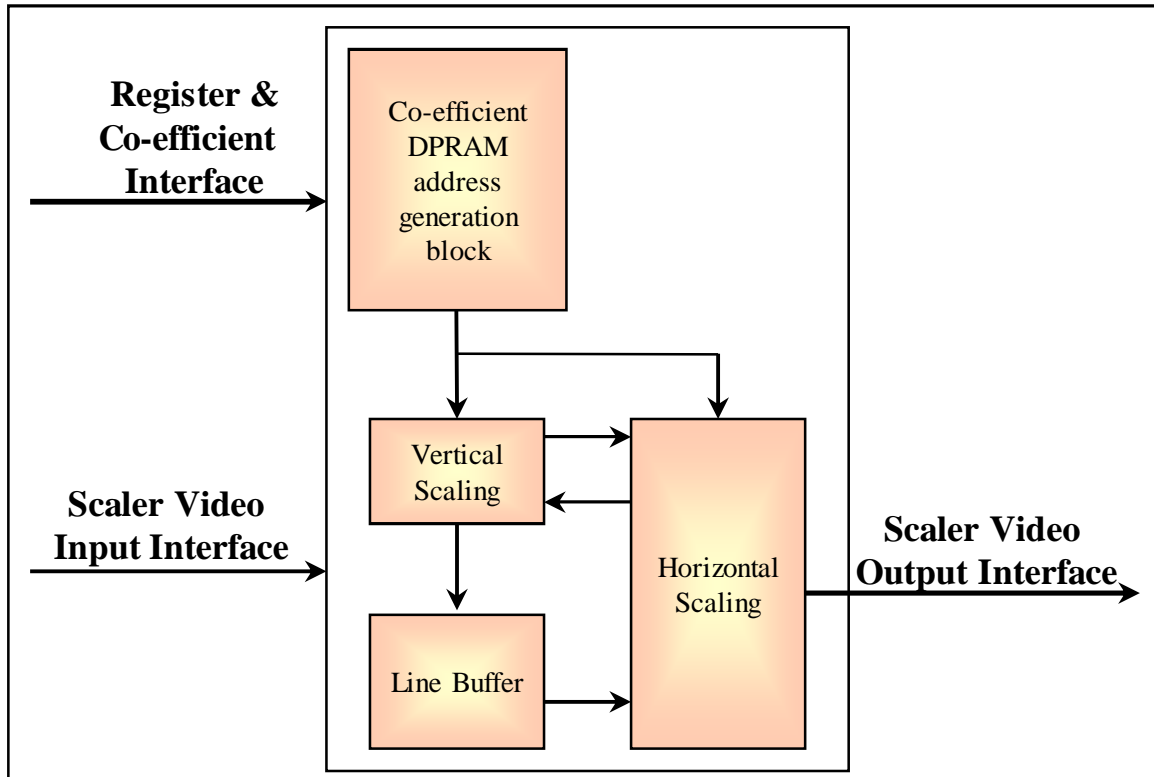 Register &
Co-efficient
Interface
Co-efficient
DPRAM
address
generation
block
Vertical
Scaling
Scaler Video
Input Interface
Horizontal
Scaling
Scaler Video
Output Interface
Line Buffer